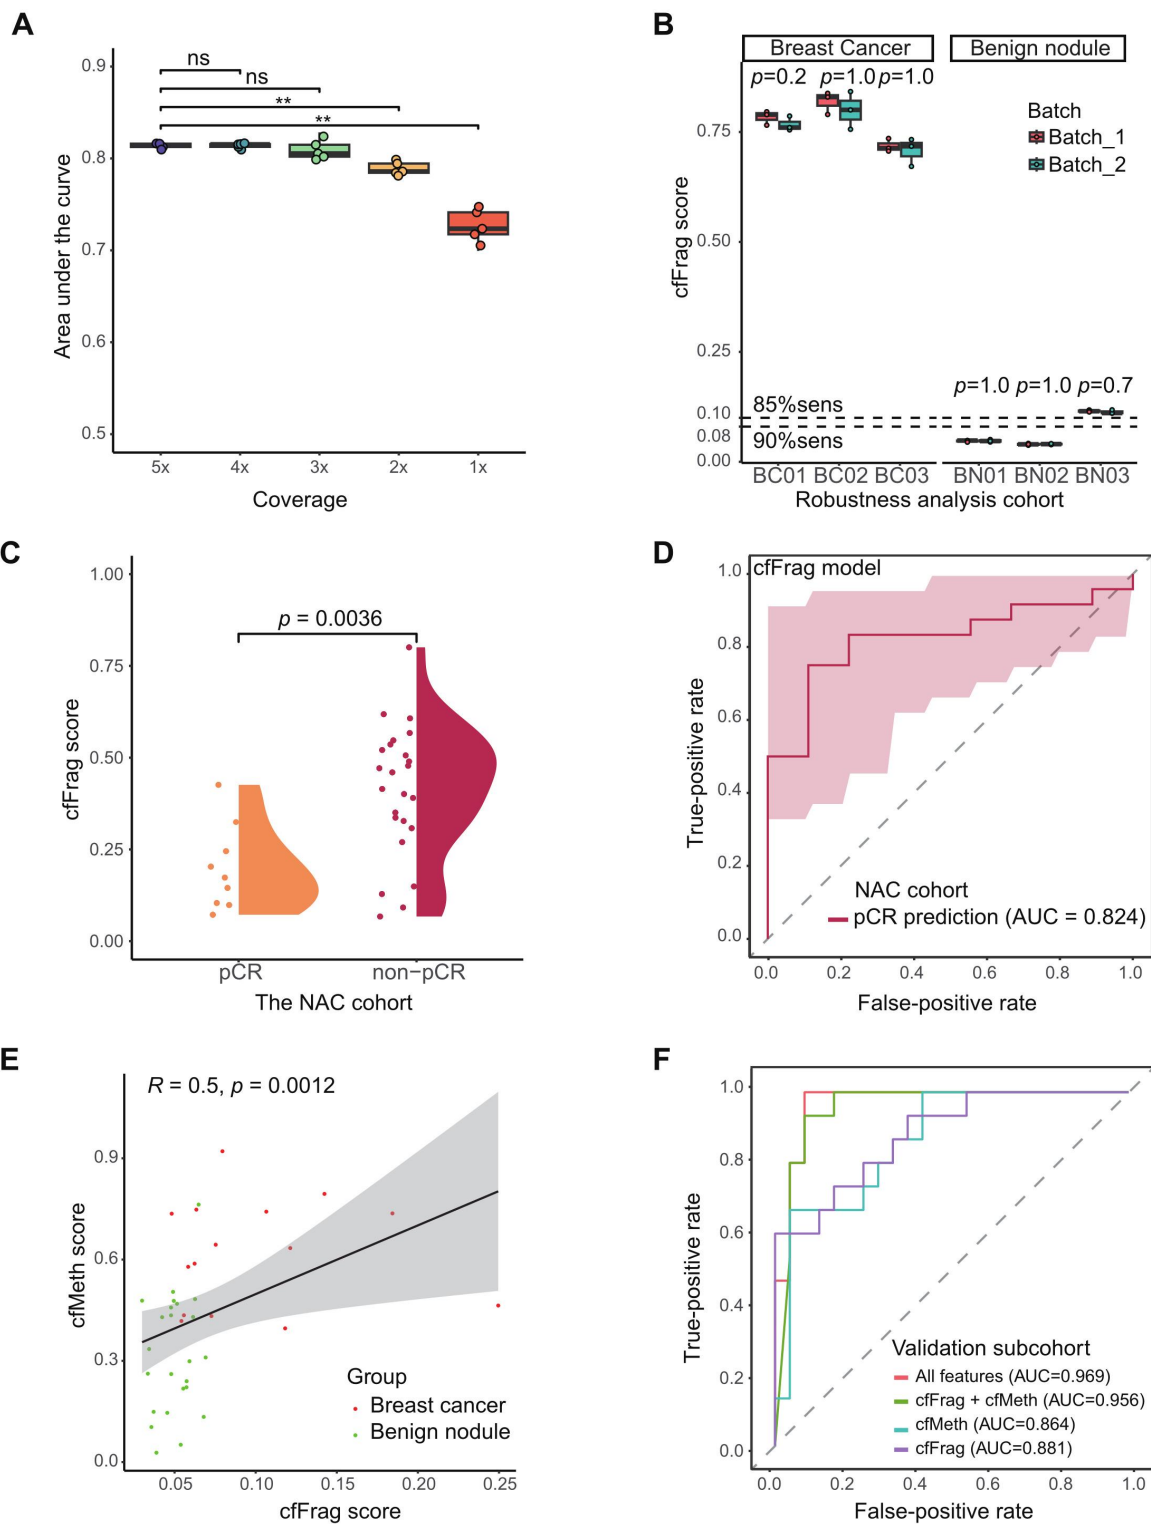 A
ns
ns
**
**
0.9
0.8
0.7
0.6
0.5
Area under the curve
5x 4x 3x 2x 1x
Coverage
B
Breast Cancer Benign nodule
p=0.2 p=1.0 p=1.0
Batch
Batch_1
Batch_2
0.75
0.50
0.25
0.10
0.08
0.00
cfFrag score
p=1.0 p=1.0 p=0.7
85%sens
90%sens
BC01 BC02 BC03 BN01 BN02 BN03
Robustness analysis cohort
C
1.00
0.75
0.50
0.25
0.00
cfFrag score
p = 0.0036
pCR non-pCR
The NAC cohort
D
cfFrag model
1.0
0.8
0.6
0.4
0.2
0.0
True-positive rate
NAC cohort
pCR prediction (AUC = 0.824)
0.0 0.2 0.4 0.6 0.8 1.0
False-positive rate
E
R = 0.5, p = 0.0012
0.9
0.6
0.3
0.0
cfMeth score
Group
Breast cancer
Benign nodule
0.05 0.10 0.15 0.20 0.25
cfFrag score
F
1.0
0.8
0.6
0.4
0.2
0.0
True-positive rate
Validation subcohort
All features (AUC=0.969)
cfFrag + cfMeth (AUC=0.956)
cfMeth (AUC=0.864)
cfFrag (AUC=0.881)
0.0 0.2 0.4 0.6 0.8 1.0
False-positive rate